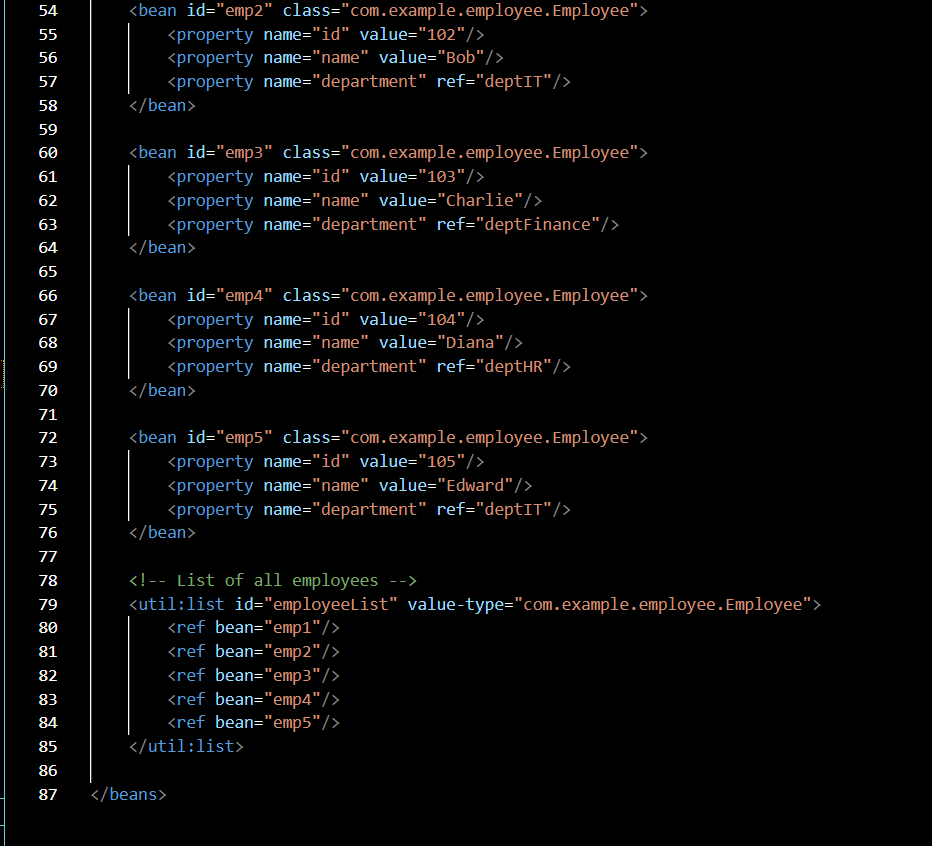 54 <bean id="emp2" class="com.example.employee.Employee">
55 <property name="id" value="102"/>
56 <property name="name" value="Bob"/>
57 <property name="department" ref="deptIT"/>
58 </bean>
59
60 <bean id="emp3" class="com.example.employee.Employee">
61 <property name="id" value="103"/>
62 <property name="name" value="Charlie"/>
63 <property name="department" ref="deptFinance"/>
64 </bean>
65
66 <bean id="emp4" class="com.example.employee.Employee">
67 <property name="id" value="104"/>
68 <property name="name" value="Diana"/>
69 <property name="department" ref="deptHR"/>
70 </bean>
71
72 <bean id="emp5" class="com.example.employee.Employee">
73 <property name="id" value="105"/>
74 <property name="name" value="Edward"/>
75 <property name="department" ref="deptIT"/>
76 </bean>
77
78 <!-- List of all employees -->
79 <util:list id="employeeList" value-type="com.example.employee.Employee">
80 <ref bean="emp1"/>
81 <ref bean="emp2"/>
82 <ref bean="emp3"/>
83 <ref bean="emp4"/>
84 <ref bean="emp5"/>
85 </util:list>
86
87 </beans>